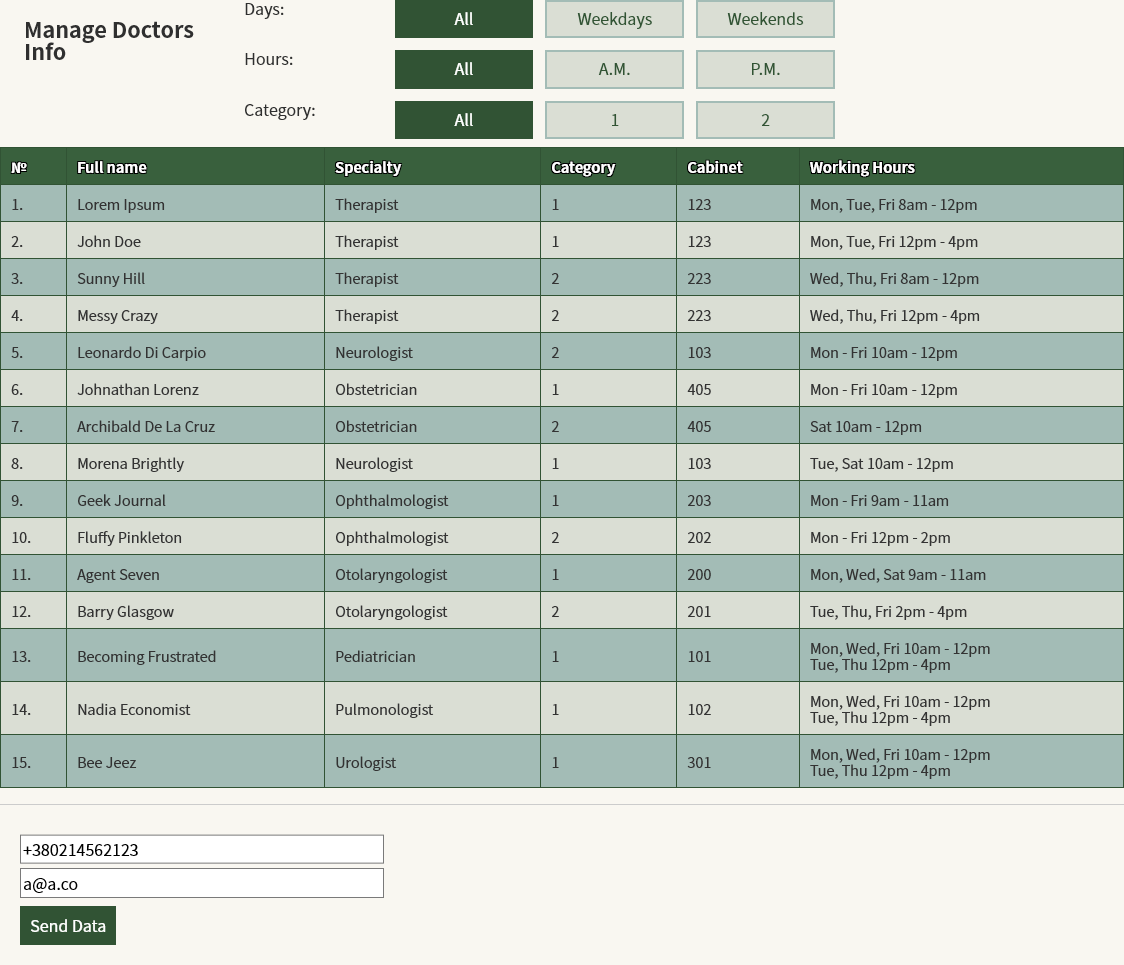 Manage Doctors
Info
Days:
All Weekdays Weekends
Hours:
All A.M. P.M.
Category:
All 1 2
№ Full name Specialty Category Cabinet Working Hours
1. Lorem Ipsum Therapist 1 123 Mon, Tue, Fri 8am - 12pm
2. John Doe Therapist 1 123 Mon, Tue, Fri 12pm - 4pm
3. Sunny Hill Therapist 2 223 Wed, Thu, Fri 8am - 12pm
4. Messy Crazy Therapist 2 223 Wed, Thu, Fri 12pm - 4pm
5. Leonardo Di Carpio Neurologist 2 103 Mon - Fri 10am - 12pm
6. Johnathan Lorenz Obstetrician 1 405 Mon - Fri 10am - 12pm
7. Archibald De La Cruz Obstetrician 2 405 Sat 10am - 12pm
8. Morena Brightly Neurologist 1 103 Tue, Sat 10am - 12pm
9. Geek Journal Ophthalmologist 1 203 Mon - Fri 9am - 11am
10. Fluffy Pinkleton Ophthalmologist 2 202 Mon - Fri 12pm - 2pm
11. Agent Seven Otolaryngologist 1 200 Mon, Wed, Sat 9am - 11am
12. Barry Glasgow Otolaryngologist 2 201 Tue, Thu, Fri 2pm - 4pm
13. Becoming Frustrated Pediatrician 1 101 Mon, Wed, Fri 10am - 12pm
Tue, Thu 12pm - 4pm
14. Nadia Economist Pulmonologist 1 102 Mon, Wed, Fri 10am - 12pm
Tue, Thu 12pm - 4pm
15. Bee Jeez Urologist 1 301 Mon, Wed, Fri 10am - 12pm
Tue, Thu 12pm - 4pm
+380214562123
a@a.co
Send Data